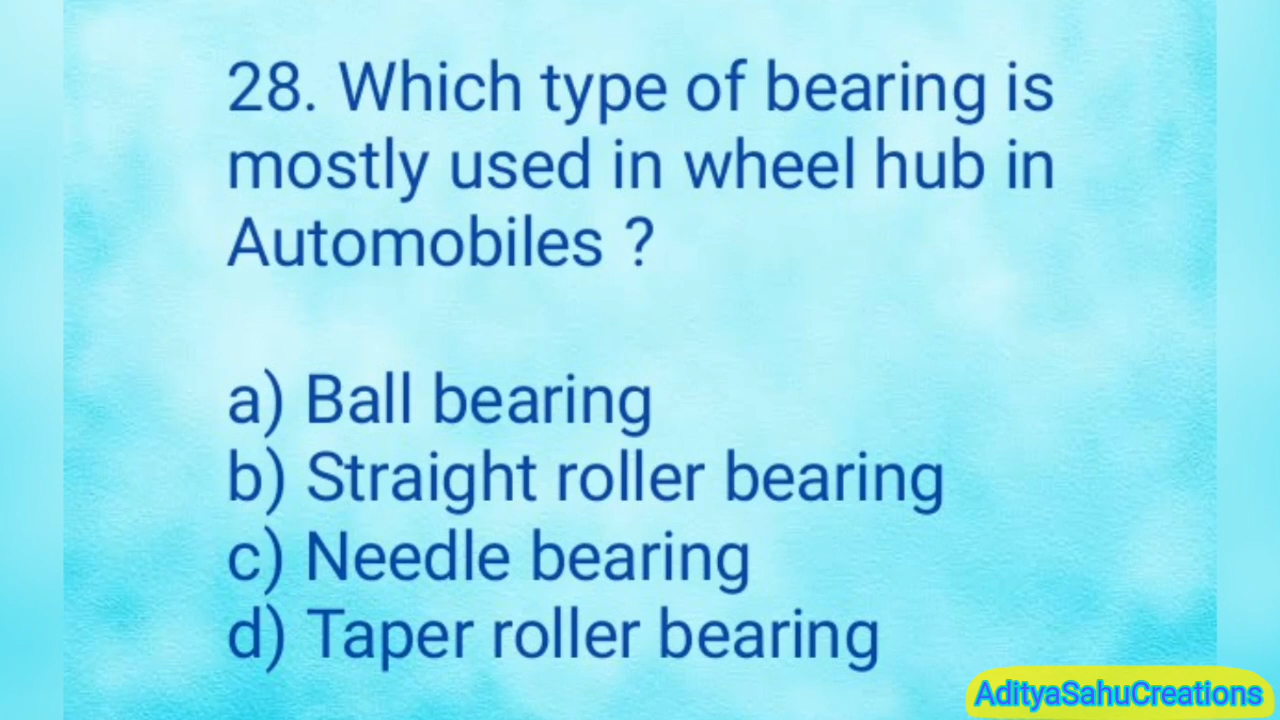 28. Which type of bearing is
mostly used in wheel hub in
Automobiles ?
a) Ball bearing
b) Straight roller bearing
c) Needle bearing
d) Taper roller bearing
AdityaSahuCreations